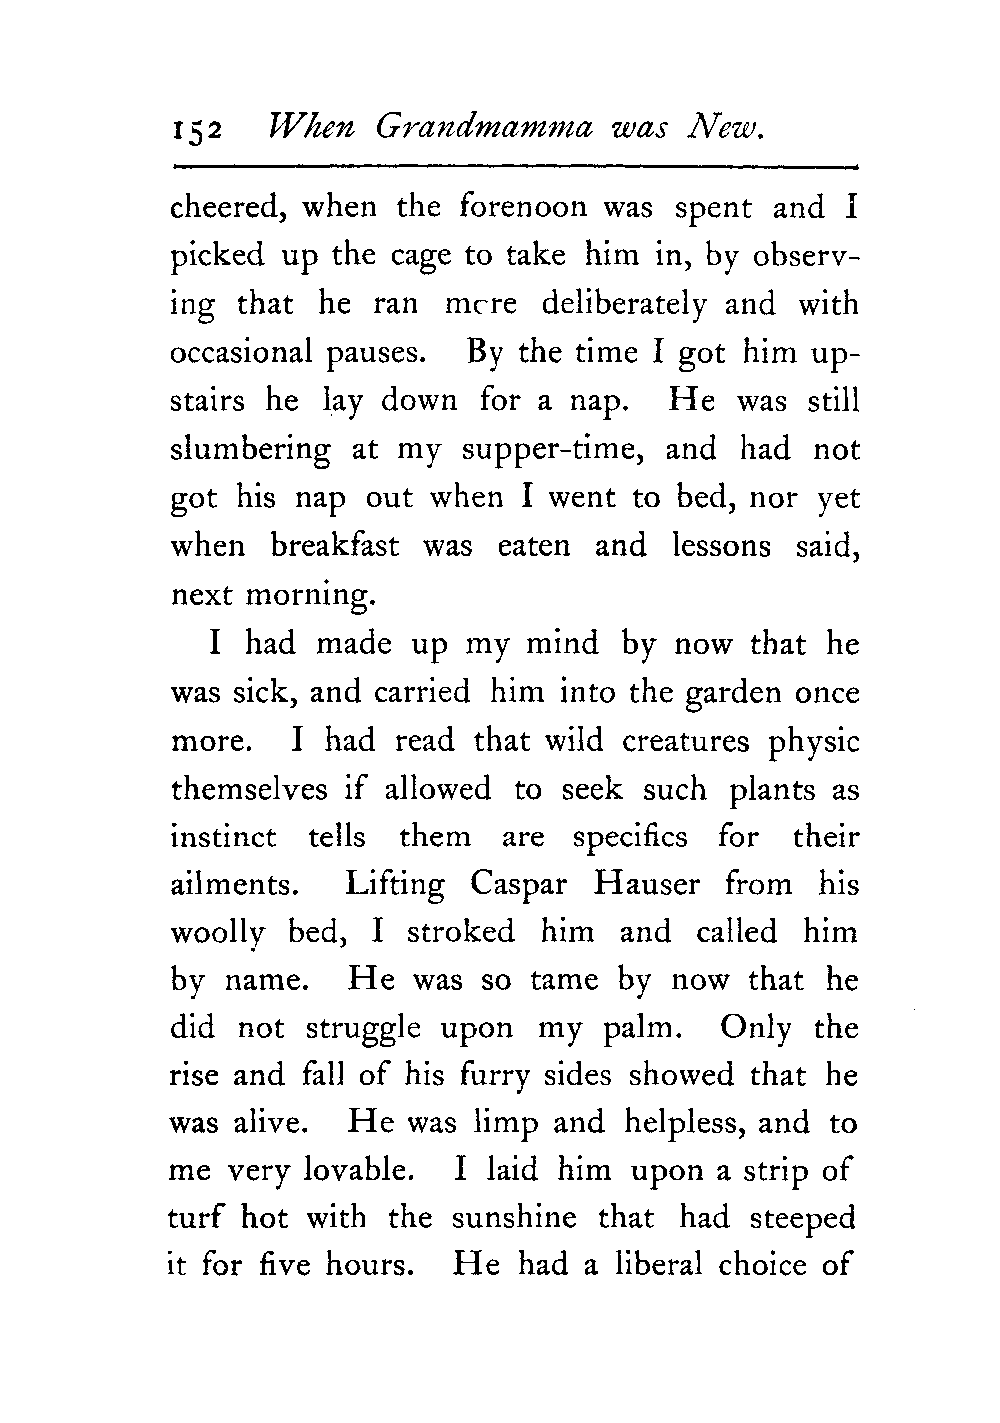 152 When Grandmamma was New.
cheered, when the forenoon was spent and I
picked up the cage to take him in, by observ-
ing that he ran more deliberately and with
occasional pauses. By the time I got him up-
stairs he lay down for a nap. He was still
slumbering at my supper-time, and had not
got his nap out when I went to bed, nor yet
when breakfast was eaten and lessons said,
next morning.
I had made up my mind by now that he
was sick, and carried him into the garden once
more. I had read that wild creatures physic
themselves if allowed to seek such plants as
instinct tells them are specifics for their
ailments. Lifting Caspar Hauser from his
woolly bed, I stroked him and called him
by name. He was so tame by now that he
did not struggle upon my palm. Only the
rise and fall of his furry sides showed that he
was alive. He was limp and helpless, and to
me very lovable. I laid him upon a strip of
turf hot with the sunshine that had steeped
it for five hours. He had a liberal choice of